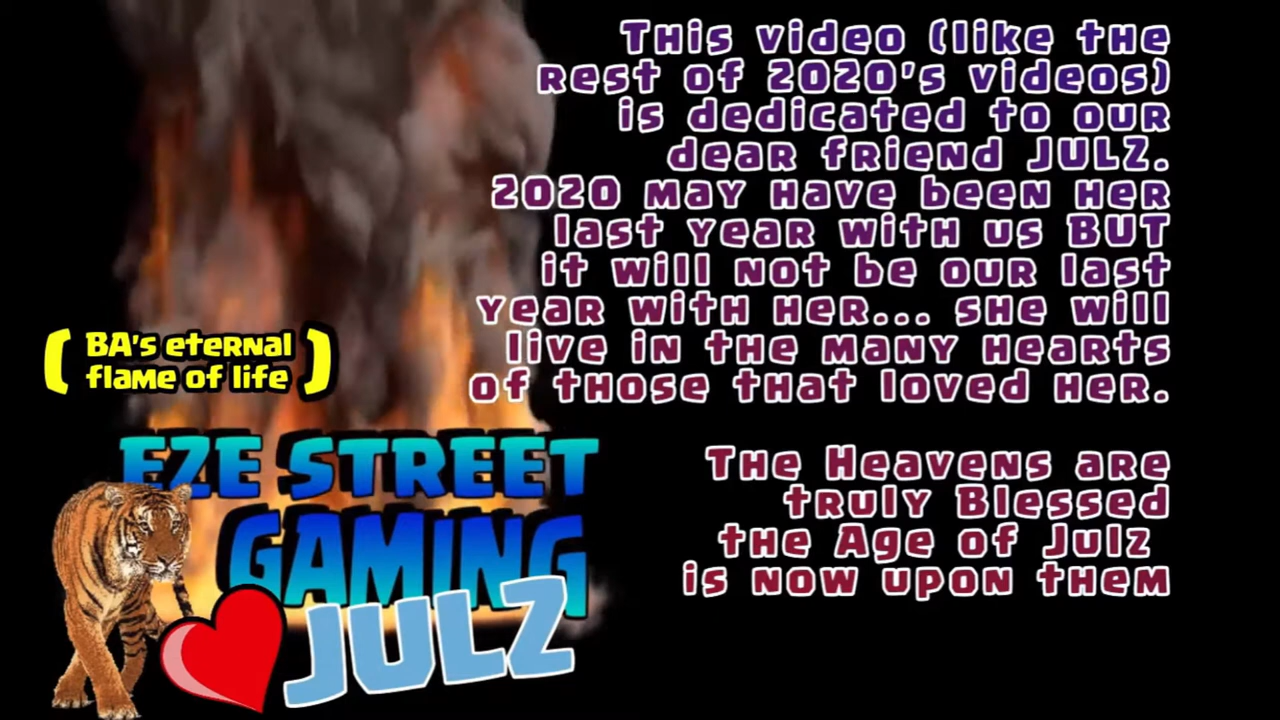 This video (like the
rest of 2020's videos)
is dedicated to our
dear friend JULZ.
2020 may have been her
last year with us BUT
it will not be our last
year with her... she will
live in the many hearts
of those that loved her.
The Heavens are
truly Blessed
the Age of Julz
is now upon them
( BA's eternal
flame of life )
EZE STREET
GAMING
JULZ